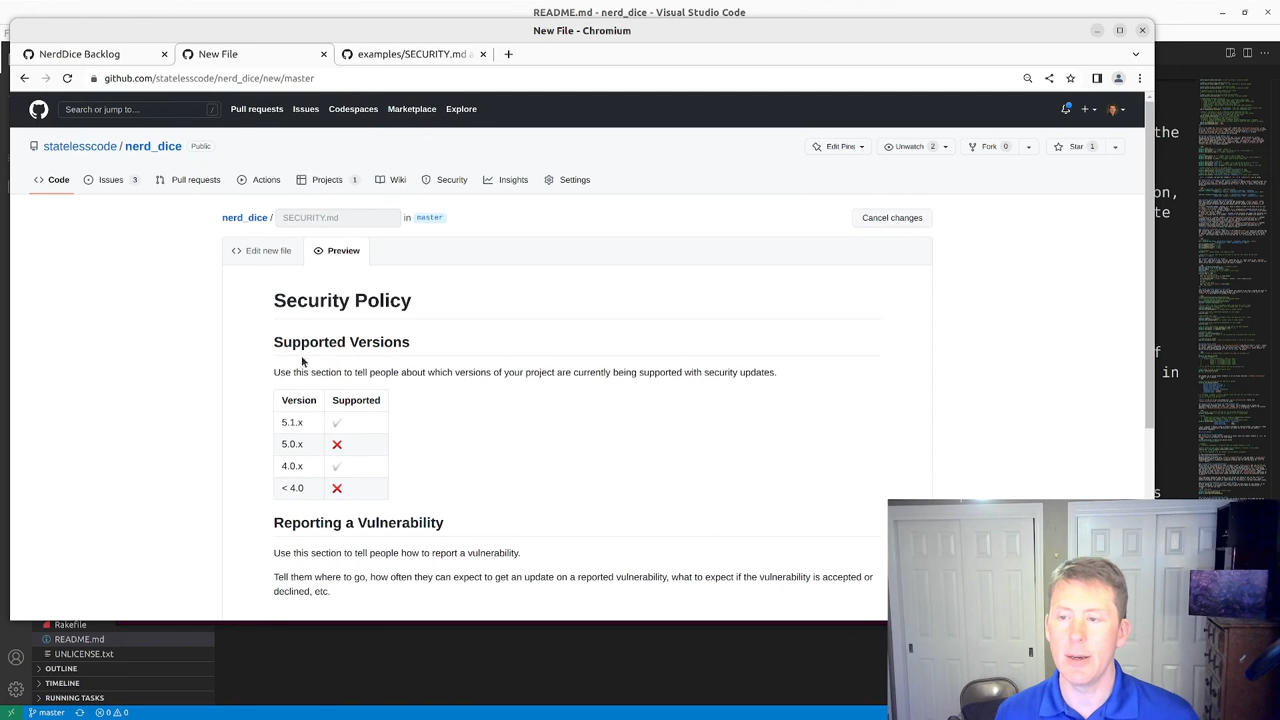 README.md - nerd_dice - Visual Studio Code
New File - Chromium
NerdDice Backlog
New File
examples/SECURITY.md a
github.com/statelesscode/nerd_dice/new/master
Search or jump to...
/
Pull requests
Issues
Codespaces
Marketplace
Explore
statelesscode / nerd_dice
Public
Edit Pins
Unwatch 2
Fork 0
Star 1
Code
Issues 3
Pull requests
Actions
Projects 1
Wiki
Security
Settings
nerd_dice / SECURITY.md in master
Cancel changes
Edit new file
Preview
Security Policy
Supported Versions
Use this section to tell people about which versions of your project are currently being supported with security updates.
Version Supported
5.1.x
5.0.x
4.0.x
< 4.0
Reporting a Vulnerability
Use this section to tell people how to report a vulnerability.
Tell them where to go, how often they can expect to get an update on a reported vulnerability, what to expect if the vulnerability is accepted or
declined, etc.
the
on,
te
f
in
s
Rakefile
README.md
UNLICENSE.txt
OUTLINE
TIMELINE
RUNNING TASKS
master
0
0